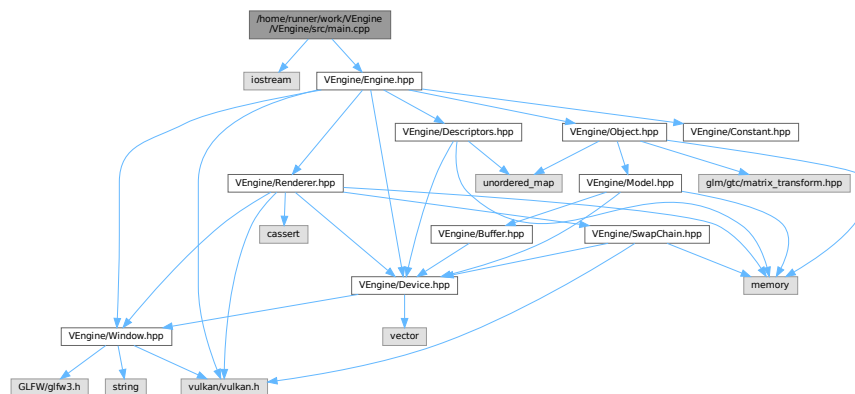 /home/runner/work/VEngine
/VEngine/src/main.cpp
iostream
VEngine/Engine.hpp
VEngine/Descriptors.hpp
VEngine/Object.hpp
VEngine/Constant.hpp
VEngine/Renderer.hpp
unordered_map
VEngine/Model.hpp
glm/gtc/matrix_transform.hpp
cassert
VEngine/Buffer.hpp
VEngine/SwapChain.hpp
VEngine/Device.hpp
memory
VEngine/Window.hpp
vector
GLFW/glfw3.h
string
vulkan/vulkan.h